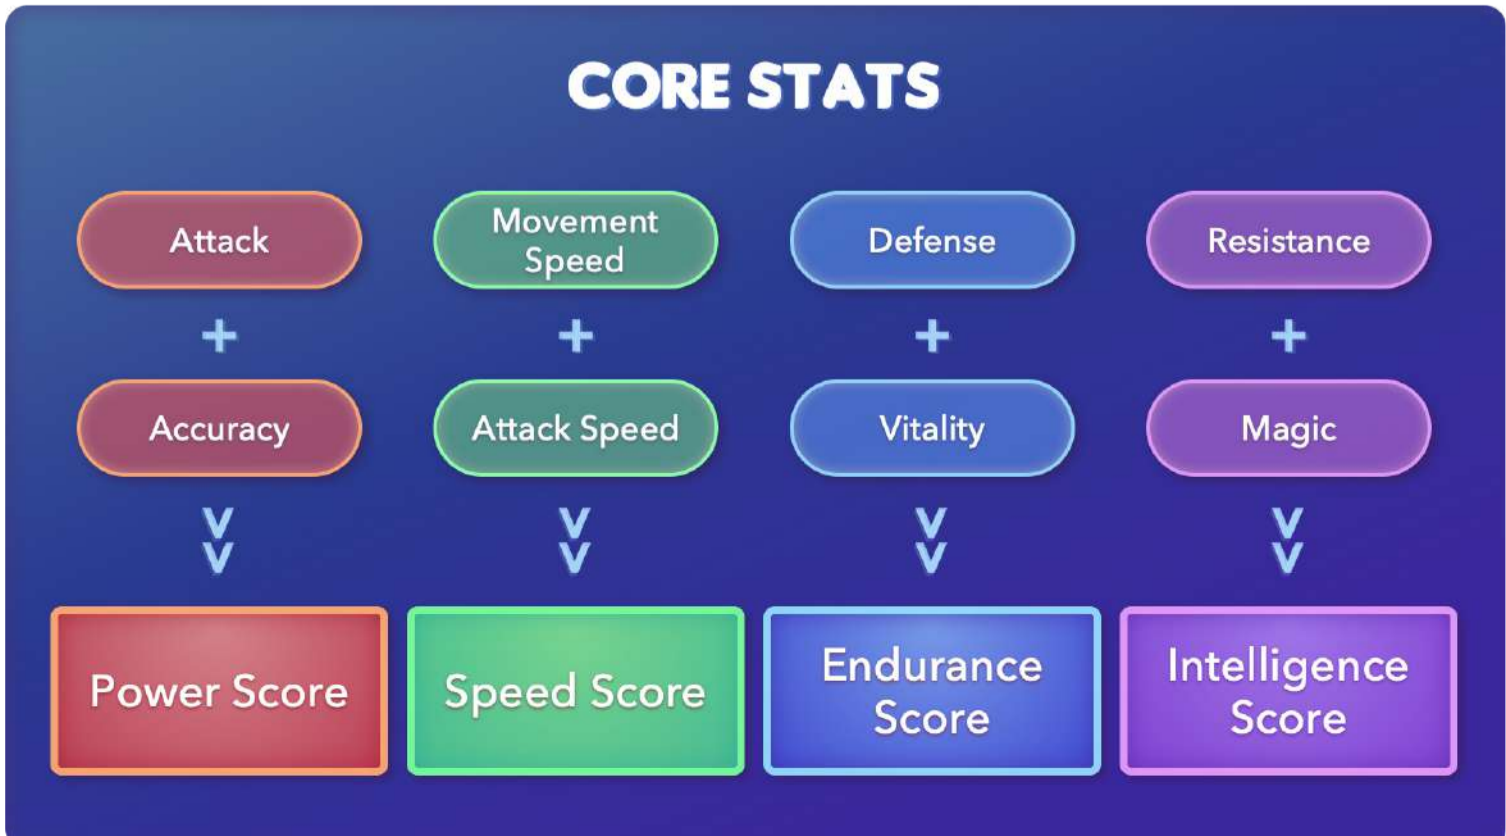 CORE STATS
Attack
Movement
Speed
Defense
Resistance
+
+
+
+
Accuracy
Attack Speed
Vitality
Magic
Power Score
Speed Score
Endurance
Score
Intelligence
Score